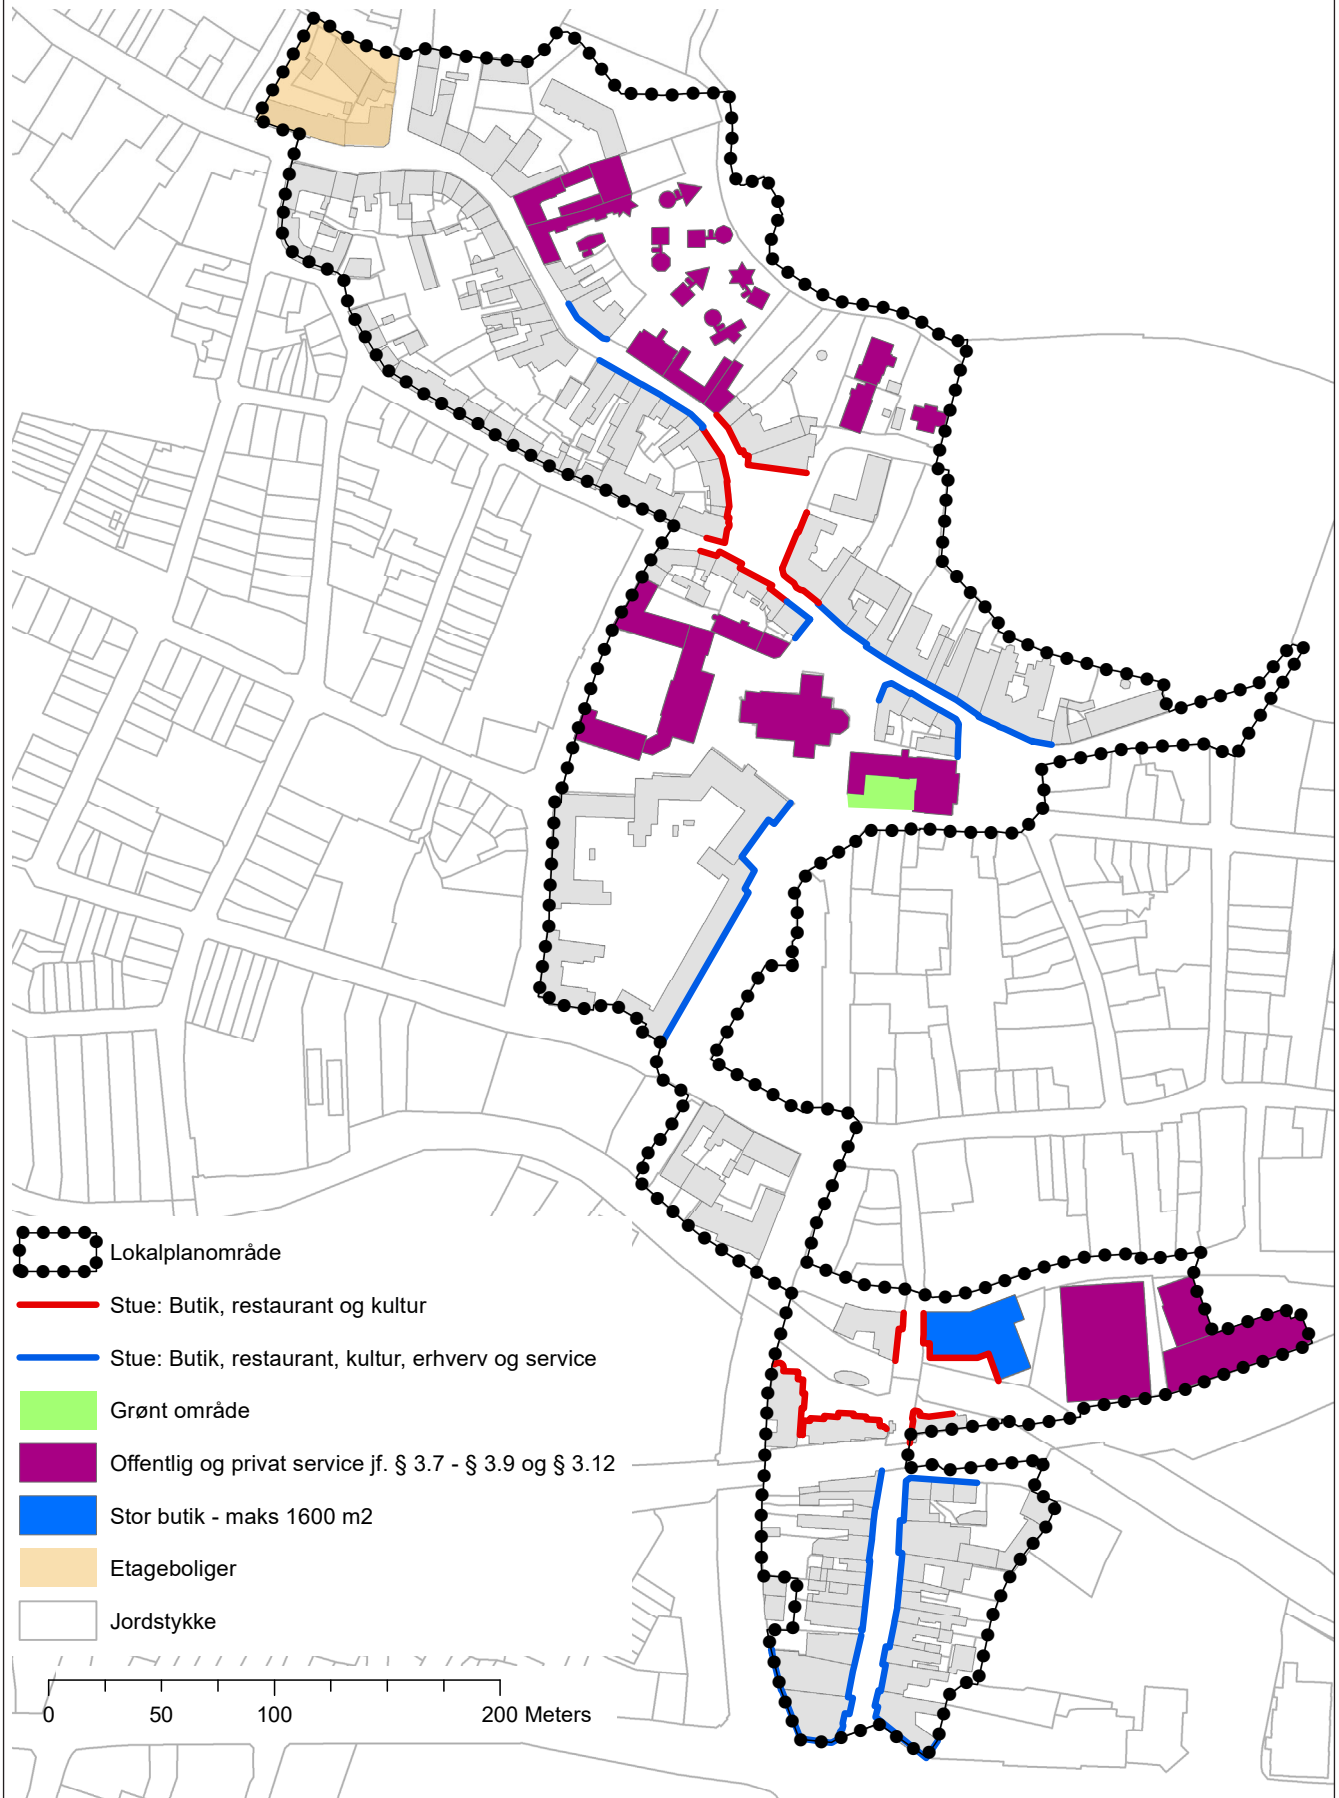 Lokalplanområde
Stue: Butik, restaurant og kultur
Stue: Butik, restaurant, kultur, erhverv og service
Grønt område
Offentlig og privat service jf. § 3.7 - § 3.9 og § 3.12
Stor butik - maks 1600 m2
Etageboliger
Jordstykke
0 50 100 200 Meters